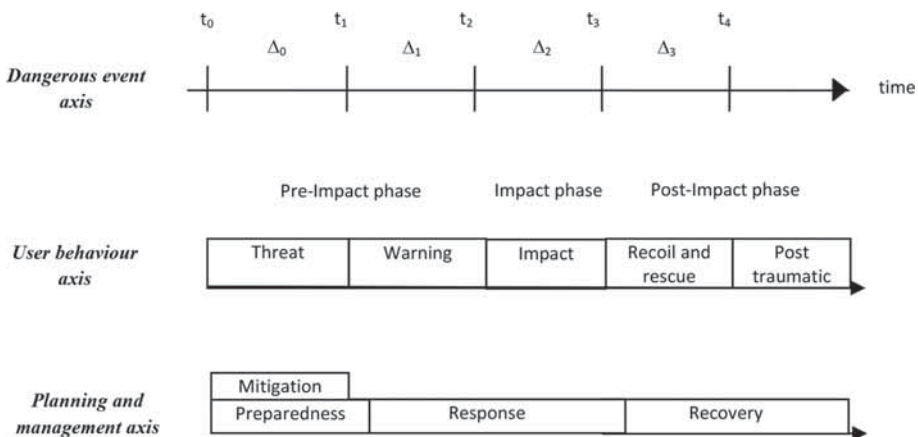 t₀ t₁ t₂ t₃ t₄
Δ₀ Δ₁ Δ₂ Δ₃
Dangerous event
axis
time
Pre-Impact phase Impact phase Post-Impact phase
User behaviour
axis
Threat Warning Impact Recoil and
rescue Post
traumatic
Mitigation
Planning and
management axis
Preparedness Response Recovery